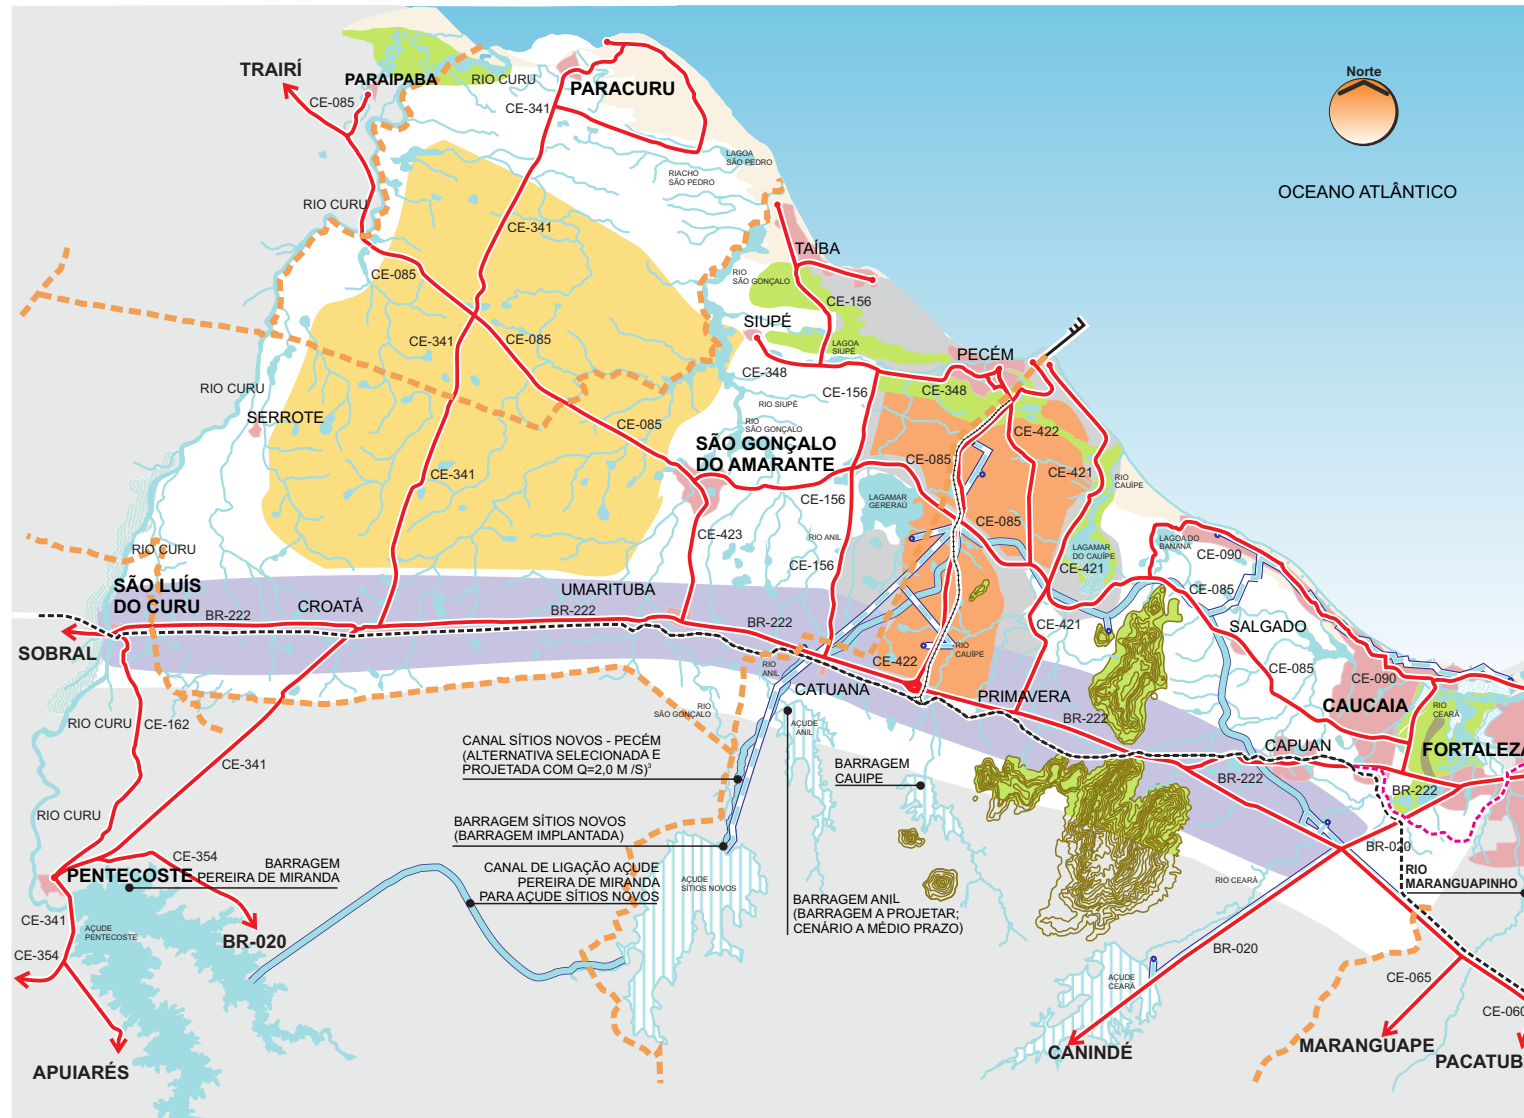 Norte
TRAIRÍ
PARAIPABA
RIO CURU
PARACURU
CE-085
CE-341
OCEANO ATLÂNTICO
LAGOA
SÃO PEDRO
RIACHO
SÃO PEDRO
RIO CURU
CE-341
TAÍBA
CE-085
RIO
SÃO GONÇALO
CE-156
SIUPÉ
CE-341
CE-085
LAGOA
SIUPÉ
PECÉM
CE-348
RIO CURU
CE-156
CE-348
RIO SIUPÉ
SERROTE
CE-085
RIO
SÃO GONÇALO
CE-422
SÃO GONÇALO
DO AMARANTE
CE-085
CE-341
CE-421
RIO
CAUÍPE
CE-156
LAGAMAR
GERERAÚ
CE-085
CE-423
RIO ANIL
LAGOA DO
BANANA
RIO CURU
LAGAMAR
DO CAUÍPE
CE-090
CE-156
CE-421
SÃO LUÍS
DO CURU
UMARITUBA
CE-085
CROATÁ
BR-222
BR-222
BR-222
CE-421
SALGADO
SOBRAL
RIO
CAUÍPE
RIO
ANIL
CE-422
CE-085
CE-090
CATUANA
PRIMAVERA
CAUCAIA
RIO
CEARÁ
RIO
SÃO GONÇALO
RIO CURU
CE-162
AÇUDE
ANIL
BR-222
CANAL SÍTIOS NOVOS - PECÉM
(ALTERNATIVA SELECIONADA E
PROJETADA COM Q=2,0 M /S)³
CAPUAN
FORTALEZA
CE-341
BARRAGEM
CAUIPE
BR-222
BR-222
RIO CURU
BARRAGEM SÍTIOS NOVOS
(BARRAGEM IMPLANTADA)
BR-020
CE-354
BARRAGEM
PEREIRA DE MIRANDA
PENTECOSTE
CANAL DE LIGAÇÃO AÇUDE
PEREIRA DE MIRANDA
PARA AÇUDE SÍTIOS NOVOS
AÇUDE
SÍTIOS NOVOS
RIO CEARÁ
RIO
MARANGUAPINHO
BARRAGEM ANIL
(BARRAGEM A PROJETAR;
CENÁRIO A MÉDIO PRAZO)
CE-341
AÇUDE
PENTECOSTE
BR-020
BR-020
CE-354
AÇUDE
CEARÁ
CE-065
CE-060
CANINDÉ
MARANGUAPE
PACATUB
APUIARÉS